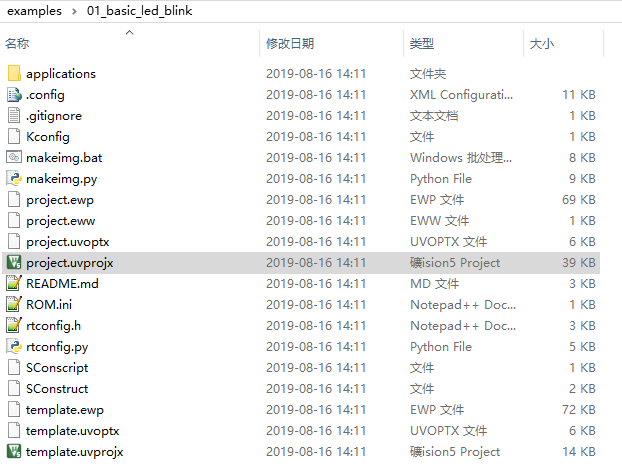 examples > 01_basic_led_blink
名称 修改日期 类型 大小
applications 2019-08-16 14:11 文件夹
.config 2019-08-16 14:11 XML Configurati... 11 KB
.gitignore 2019-08-16 14:11 文本文档 1 KB
Kconfig 2019-08-16 14:11 文件 1 KB
makeimg.bat 2019-08-16 14:11 Windows 批处理... 8 KB
makeimg.py 2019-08-16 14:11 Python File 9 KB
project.ewp 2019-08-16 14:11 EWP 文件 69 KB
project.eww 2019-08-16 14:11 EWW 文件 1 KB
project.uvoptx 2019-08-16 14:11 UVOPTX 文件 6 KB
project.uvprojx 2019-08-16 14:11 礦ision5 Project 39 KB
README.md 2019-08-16 14:11 MD 文件 3 KB
ROM.ini 2019-08-16 14:11 Notepad++ Doc... 1 KB
rtconfig.h 2019-08-16 14:11 Notepad++ Doc... 3 KB
rtconfig.py 2019-08-16 14:11 Python File 5 KB
SConscript 2019-08-16 14:11 文件 1 KB
SConstruct 2019-08-16 14:11 文件 2 KB
template.ewp 2019-08-16 14:11 EWP 文件 72 KB
template.uvoptx 2019-08-16 14:11 UVOPTX 文件 6 KB
template.uvprojx 2019-08-16 14:11 礦ision5 Project 14 KB